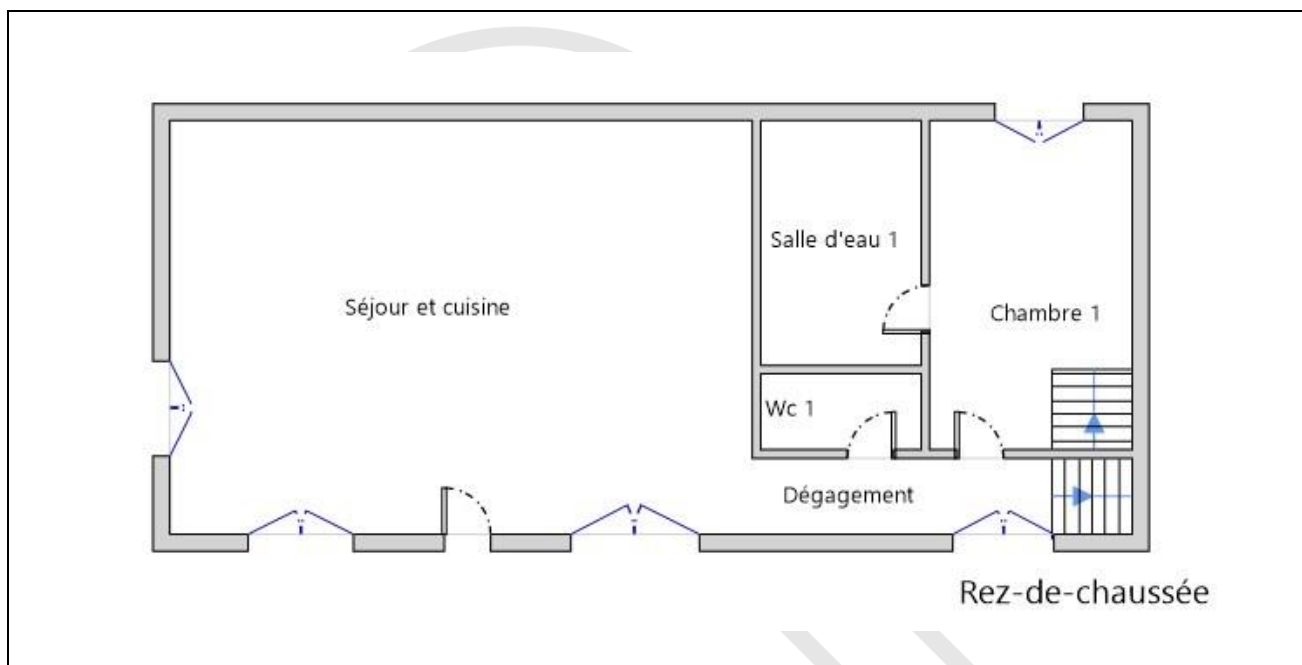 Salle d'eau 1
Séjour et cuisine
Chambre 1
Wc 1
Dégagement
Rez-de-chaussée